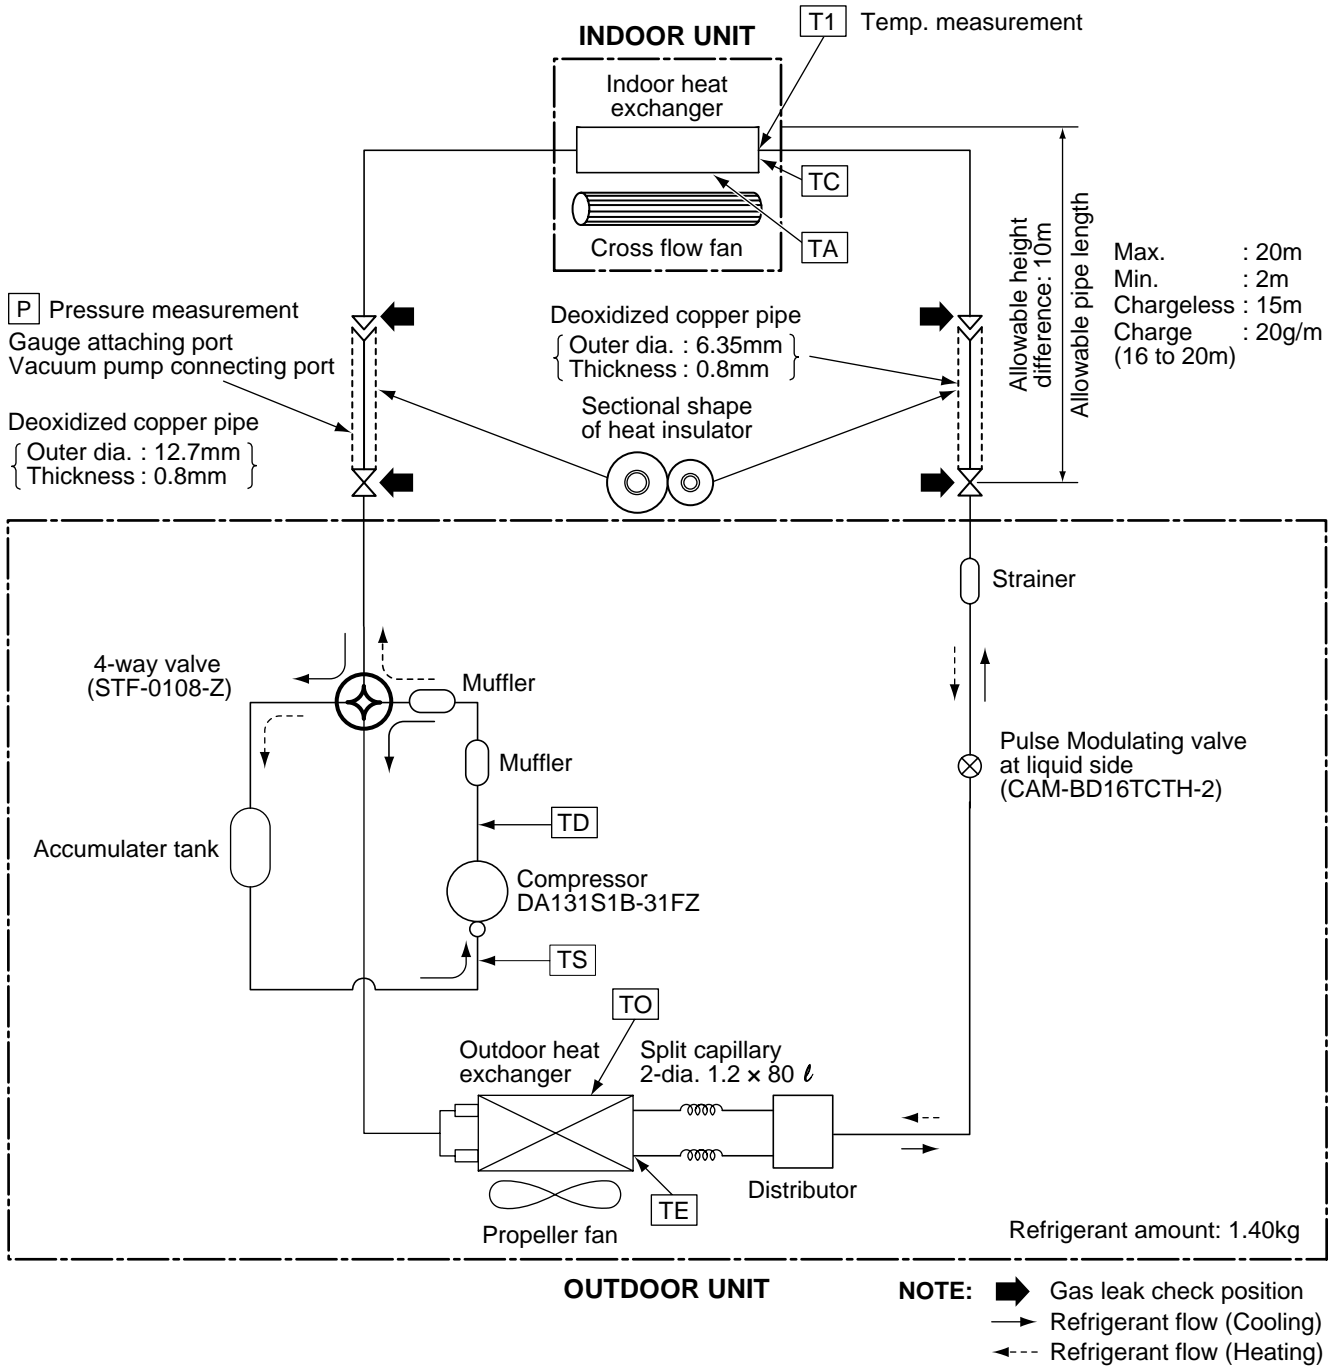 T1 Temp. measurement
INDOOR UNIT
Indoor heat
exchanger
TC
TA
Cross flow fan
Allowable height
difference: 10m
Allowable pipe length
Max. : 20m
Min. : 2m
Chargeless : 15m
Charge : 20g/m
(16 to 20m)
P Pressure measurement
Gauge attaching port
Vacuum pump connecting port
Deoxidized copper pipe
Outer dia. : 12.7mm
Thickness : 0.8mm
Deoxidized copper pipe
Outer dia. : 6.35mm
Thickness : 0.8mm
Sectional shape
of heat insulator
Strainer
4-way valve
(STF-0108-Z)
Muffler
Muffler
Pulse Modulating valve
at liquid side
(CAM-BD16TCTH-2)
TD
Accumulater tank
Compressor
DA131S1B-31FZ
TS
TO
Outdoor heat
exchanger
Split capillary
2-dia. 1.2 × 80 ℓ
TE
Distributor
Propeller fan
Refrigerant amount: 1.40kg
OUTDOOR UNIT
NOTE: Gas leak check position
Refrigerant flow (Cooling)
Refrigerant flow (Heating)